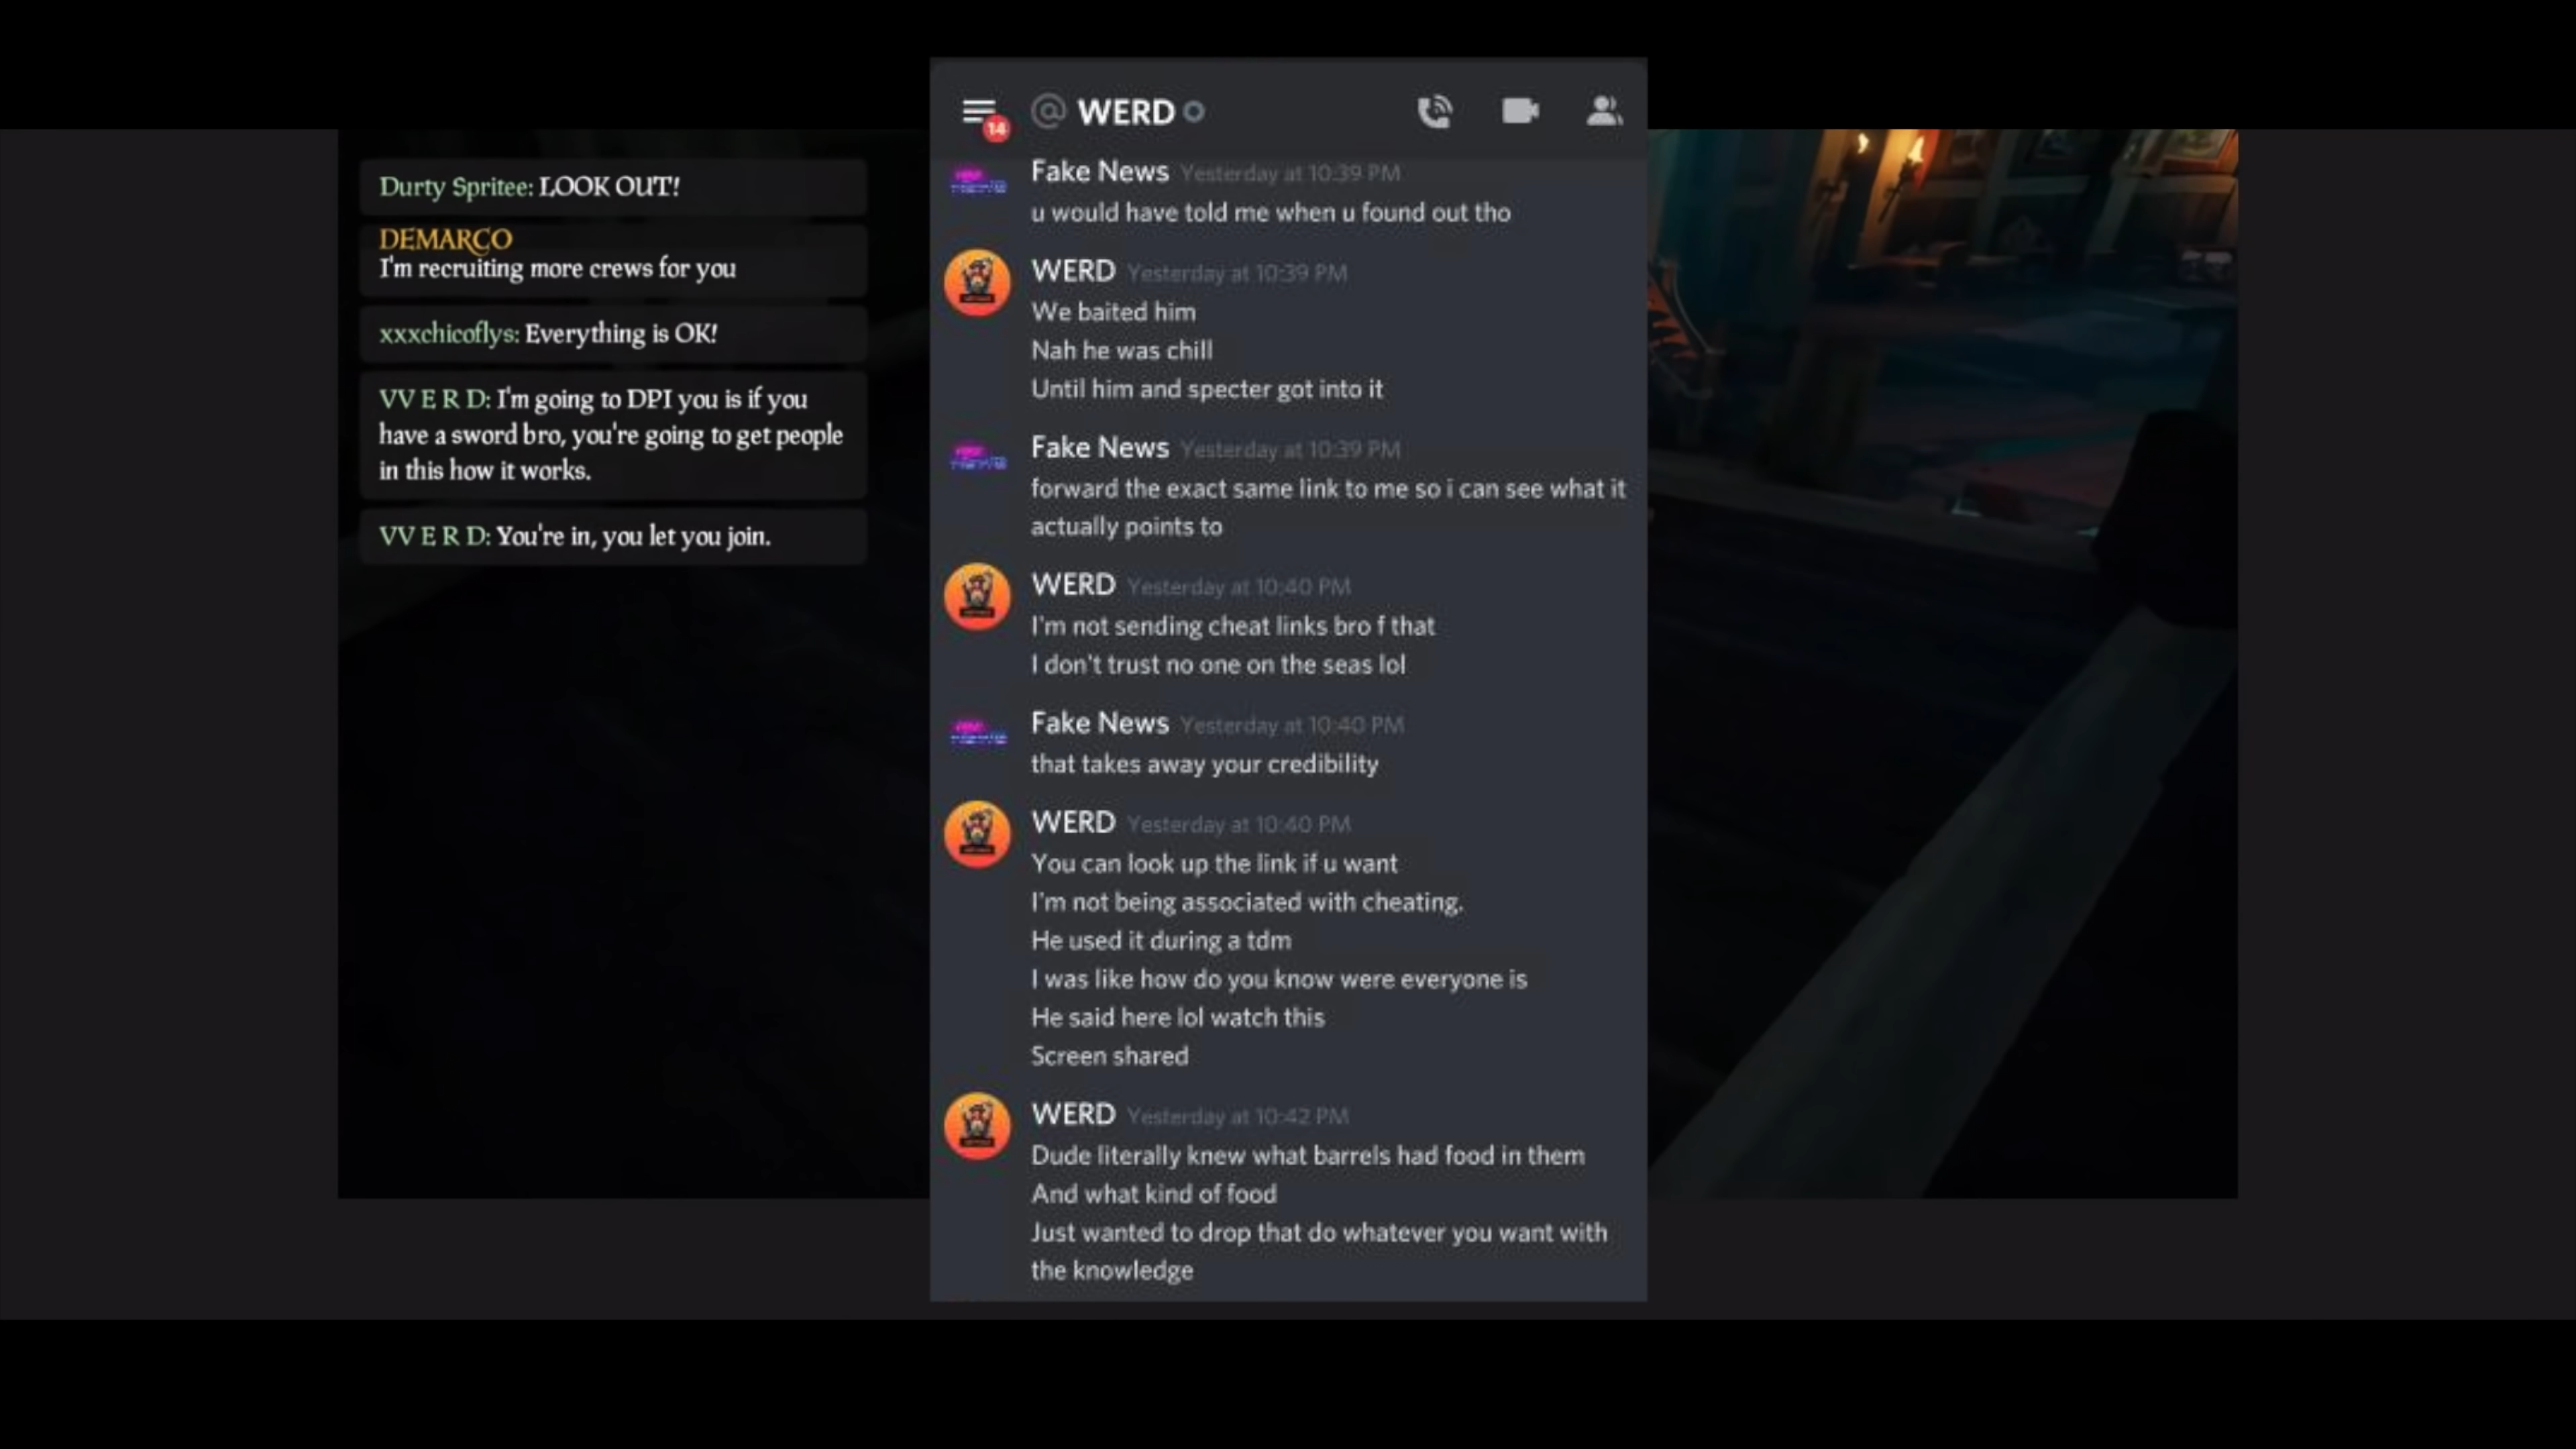 Durty Spritee: LOOK OUT!
DEMARCO
I'm recruiting more crews for you
xxxchicoflys: Everything is OK!
VV E R D: I'm going to DPI you is if you
have a sword bro, you're going to get people
in this how it works.
VV E R D: You're in, you let you join.
14
@ WERD
Fake News Yesterday at 10:39 PM
u would have told me when u found out tho
WERD Yesterday at 10:39 PM
We baited him
Nah he was chill
Until him and specter got into it
Fake News Yesterday at 10:39 PM
forward the exact same link to me so i can see what it
actually points to
WERD Yesterday at 10:40 PM
I'm not sending cheat links bro f that
I don't trust no one on the seas lol
Fake News Yesterday at 10:40 PM
that takes away your credibility
WERD Yesterday at 10:40 PM
You can look up the link if u want
I'm not being associated with cheating.
He used it during a tdm
I was like how do you know were everyone is
He said here lol watch this
Screen shared
WERD Yesterday at 10:42 PM
Dude literally knew what barrels had food in them
And what kind of food
Just wanted to drop that do whatever you want with
the knowledge